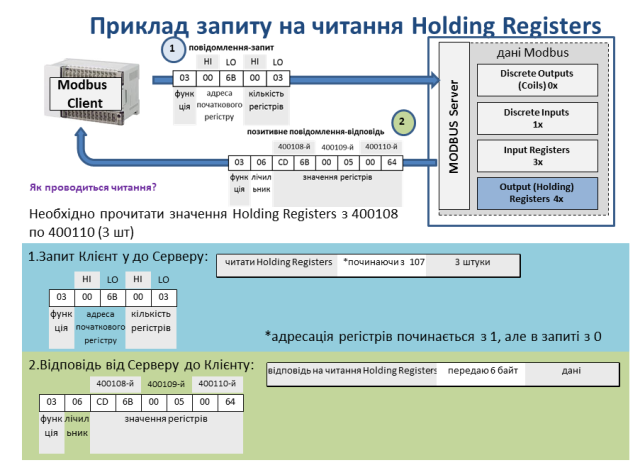 Приклад запиту на читання Holding Registers
1 повідомлення-запит
HI LO HI LO
03 00 6B 00 03
функ адреса кількість
ція початкового регістрів
регістру
Modbus
Client
2
позитивне повідомлення-відповідь
400108-й 400109-й 400110-й
03 06 CD 6B 00 05 00 64
функ лічил значення регістрів
ція ьник
MODBUS Server
дані Modbus
Discrete Outputs
(Coils) 0x
Discrete Inputs
1x
Input Registers
3x
Output (Holding)
Registers 4x
Як проводиться читання?
Необхідно прочитати значення Holding Registers з 400108
по 400110 (3 шт)
1.Запит Клієнт у до Серверу:
читати Holding Registers *починаючи з 107 3 штуки
HI LO HI LO
03 00 6B 00 03
функ адреса кількість
ція початкового регістрів
регістру
*адресація регістрів починається з 1, але в запиті з 0
2.Відповідь від Серверу до Клієнту:
відповідь на читання Holding Registers передаю 6 байт дані
400108-й 400109-й 400110-й
03 06 CD 6B 00 05 00 64
функ лічил значення регістрів
ція ьник